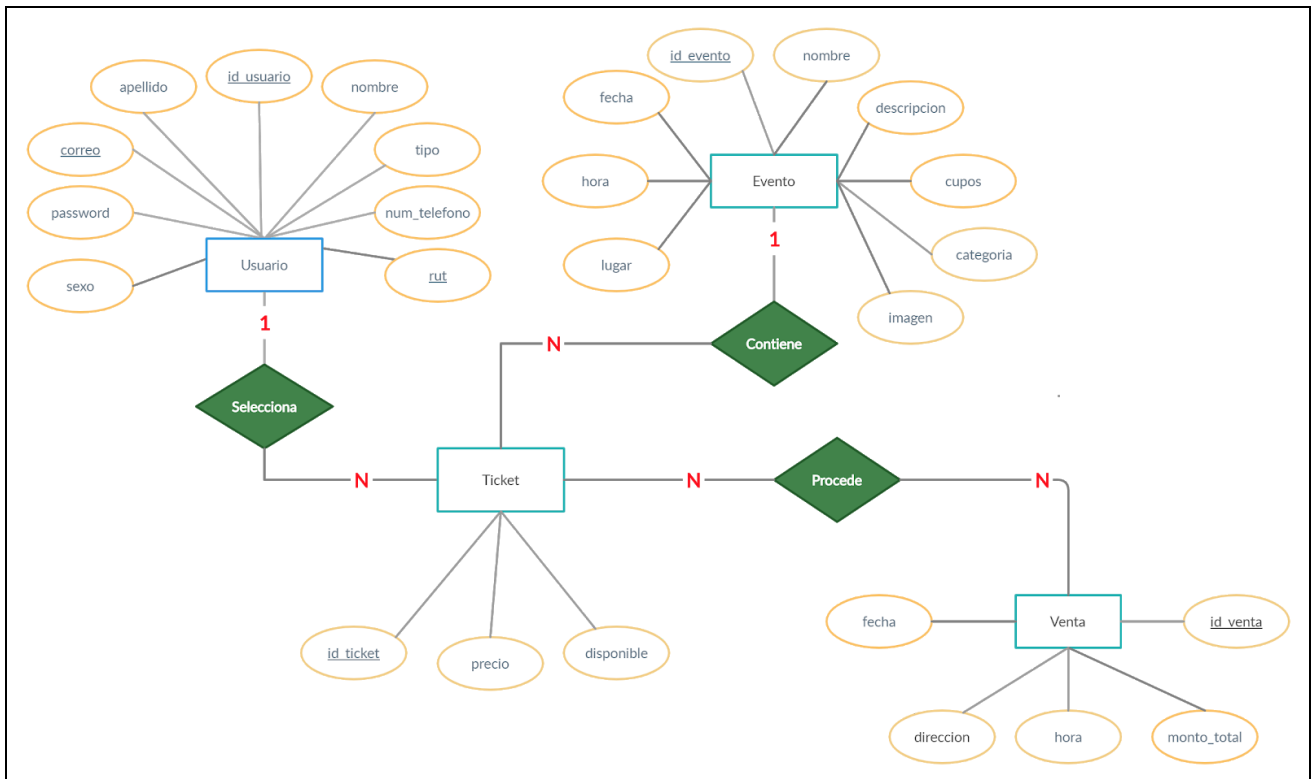 id_usuario
apellido
nombre
correo
tipo
password
num_telefono
sexo
rut
Usuario
1
Selecciona
N
id_evento
nombre
fecha
descripcion
hora
Evento
cupos
lugar
categoria
imagen
1
Contiene
N
Ticket
N
Procede
N
id_ticket
precio
disponible
fecha
Venta
id_venta
direccion
hora
monto_total